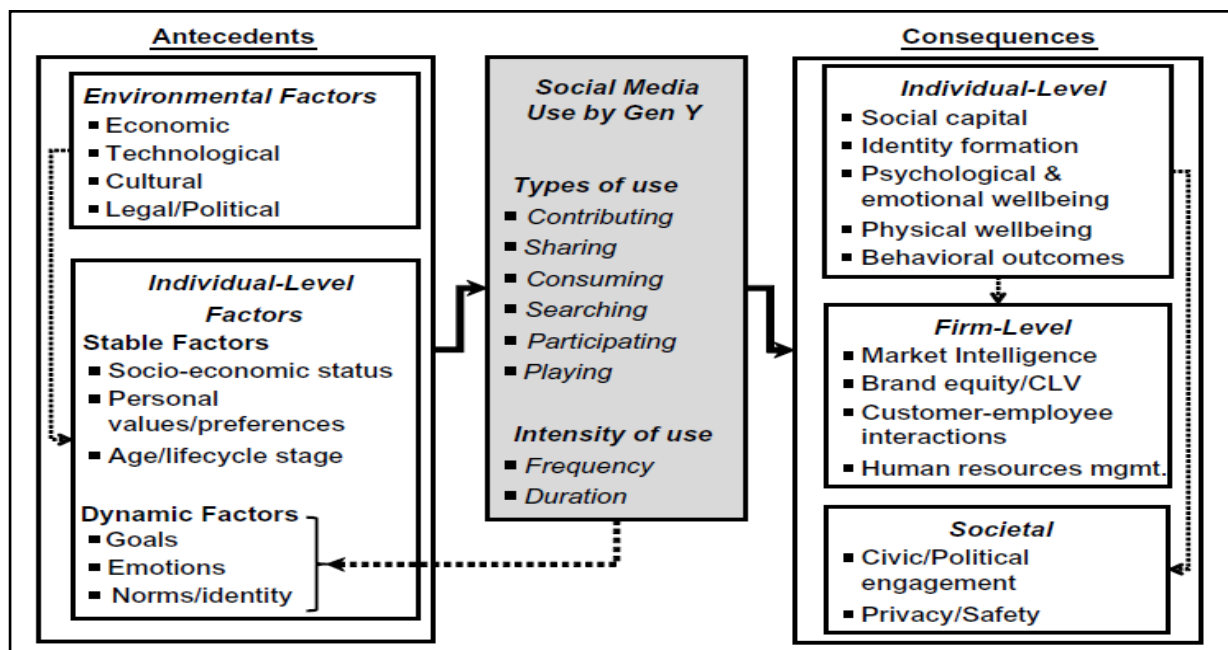 Antecedents
Environmental Factors
▪ Economic
▪ Technological
▪ Cultural
▪ Legal/Political
Individual-Level
Factors
Stable Factors
▪ Socio-economic status
▪ Personal
values/preferences
▪ Age/lifecycle stage
Dynamic Factors
▪ Goals
▪ Emotions
▪ Norms/identity
Social Media
Use by Gen Y
Types of use
▪ Contributing
▪ Sharing
▪ Consuming
▪ Searching
▪ Participating
▪ Playing
Intensity of use
▪ Frequency
▪ Duration
Consequences
Individual-Level
▪ Social capital
▪ Identity formation
▪ Psychological &
emotional wellbeing
▪ Physical wellbeing
▪ Behavioral outcomes
Firm-Level
▪ Market Intelligence
▪ Brand equity/CLV
▪ Customer-employee
interactions
▪ Human resources mgmt.
Societal
▪ Civic/Political
engagement
▪ Privacy/Safety